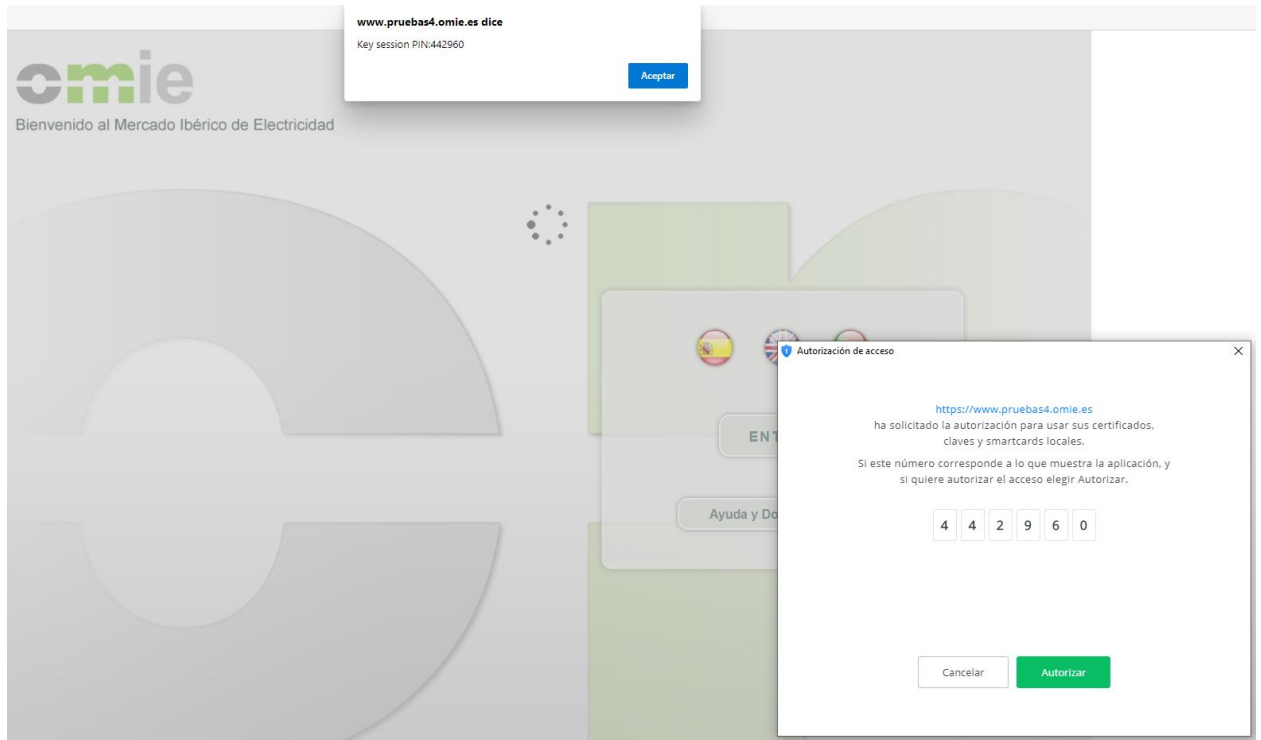 www.pruebas4.omie.es dice
Key session PIN:442960
Aceptar
omie
Bienvenido al Mercado Ibérico de Electricidad
ENT
Ayuda y Do
Autorización de acceso
https://www.pruebas4.omie.es
ha solicitado la autorización para usar sus certificados,
claves y smartcards locales.
Si este número corresponde a lo que muestra la aplicación, y
si quiere autorizar el acceso elegir Autorizar.
4 4 2 9 6 0
Cancelar
Autorizar